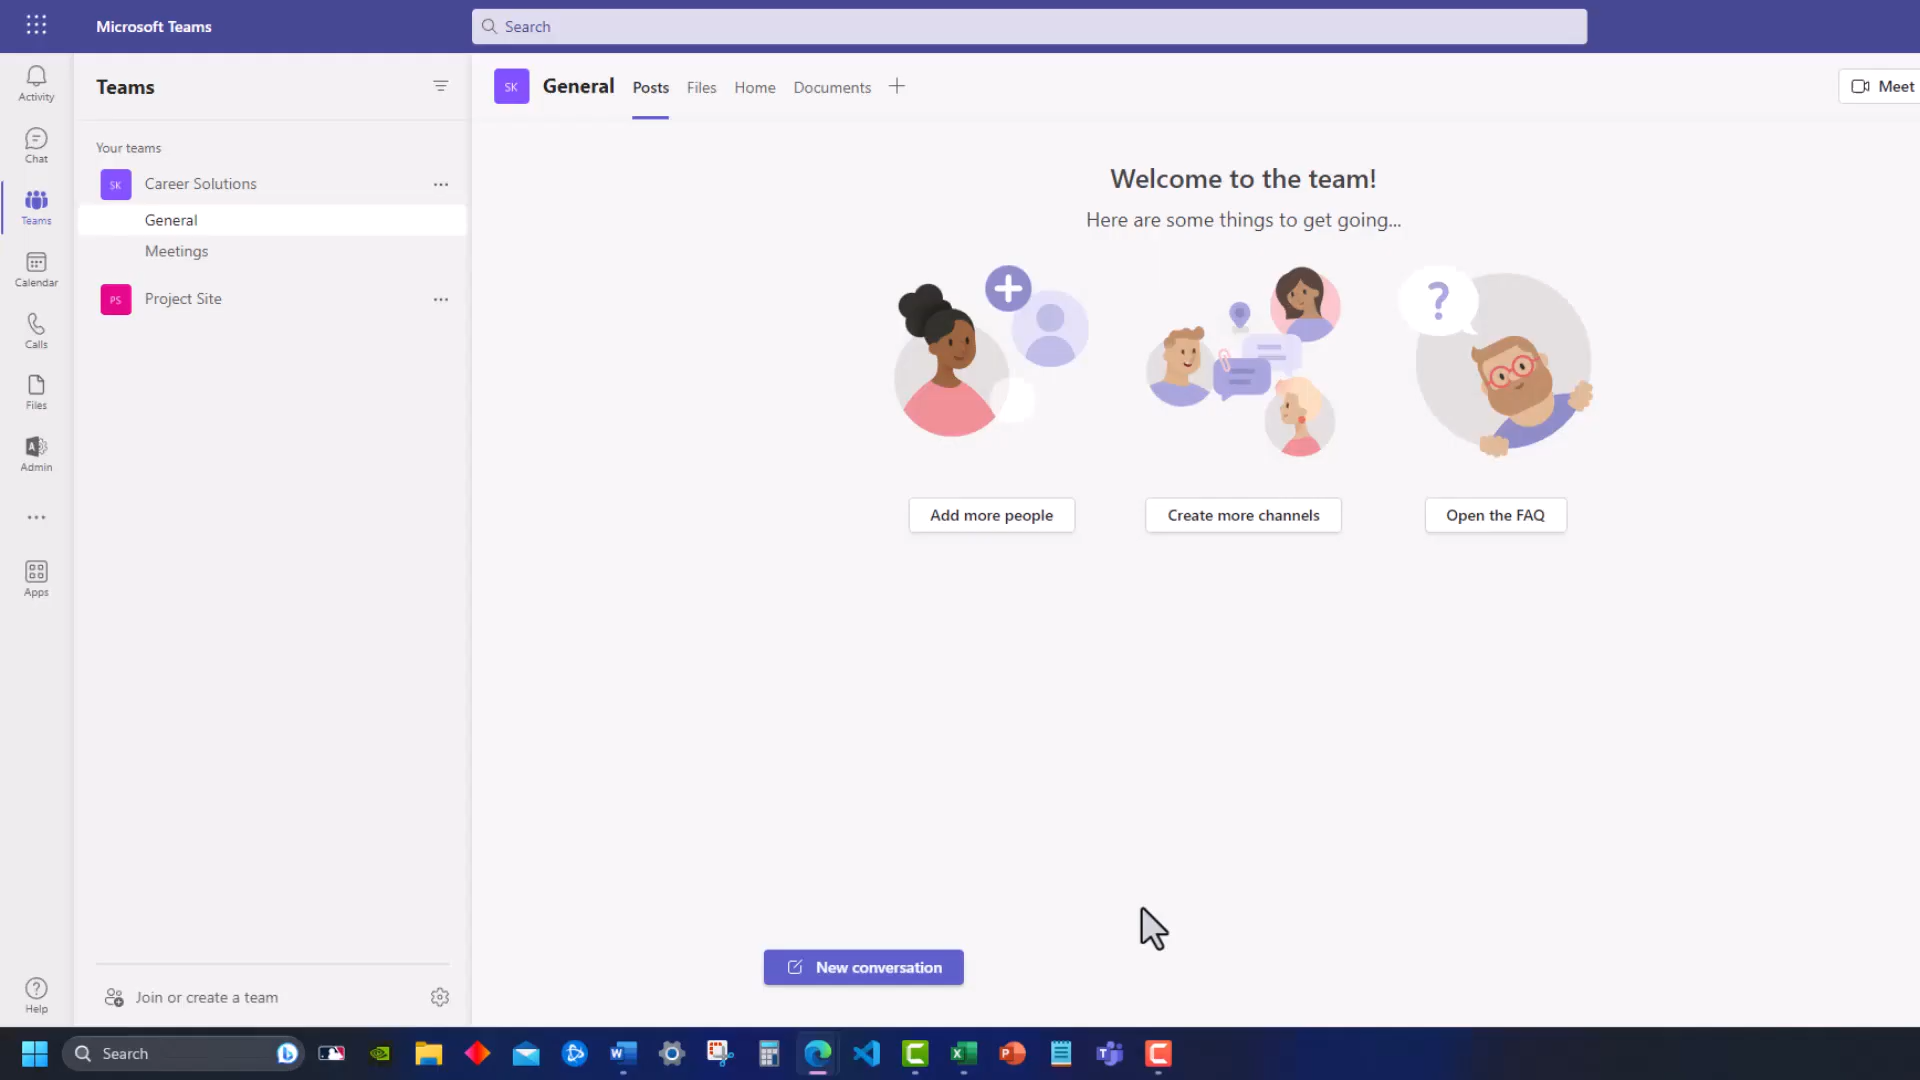 Microsoft Teams
Search
Activity
Chat
Teams
Calendar
Calls
Files
Admin
Apps
Help
Teams
Your teams
SK Career Solutions
General
Meetings
PS Project Site
Join or create a team
SK General Posts Files Home Documents
Meet
Welcome to the team!
Here are some things to get going...
?
Add more people Create more channels Open the FAQ
New conversation
Search